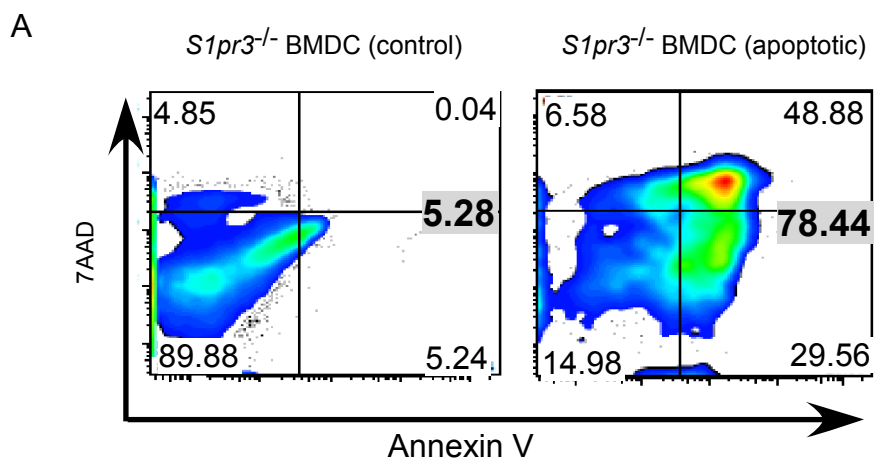 A
S1pr3-/- BMDC (control)
S1pr3-/- BMDC (apoptotic)
4.85
0.04
5.28
89.88
5.24
6.58
48.88
78.44
14.98
29.56
7AAD
Annexin V